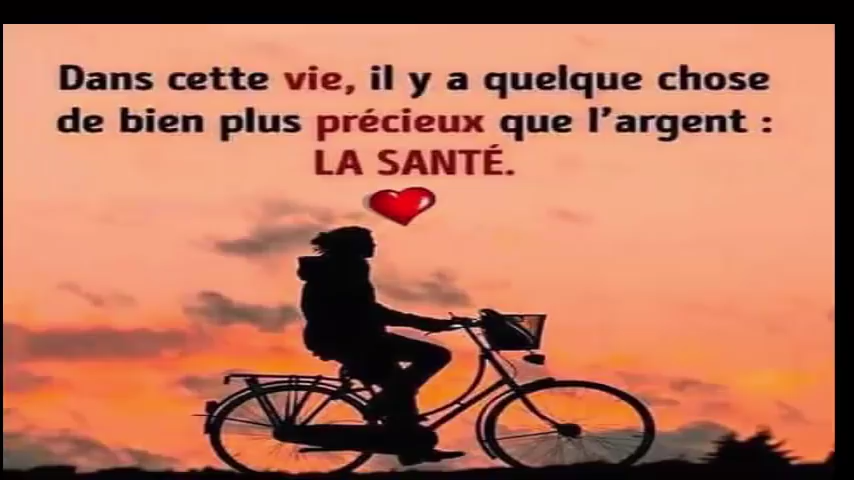 Dans cette vie, il y a quelque chose
de bien plus précieux que l'argent :
LA SANTÉ.